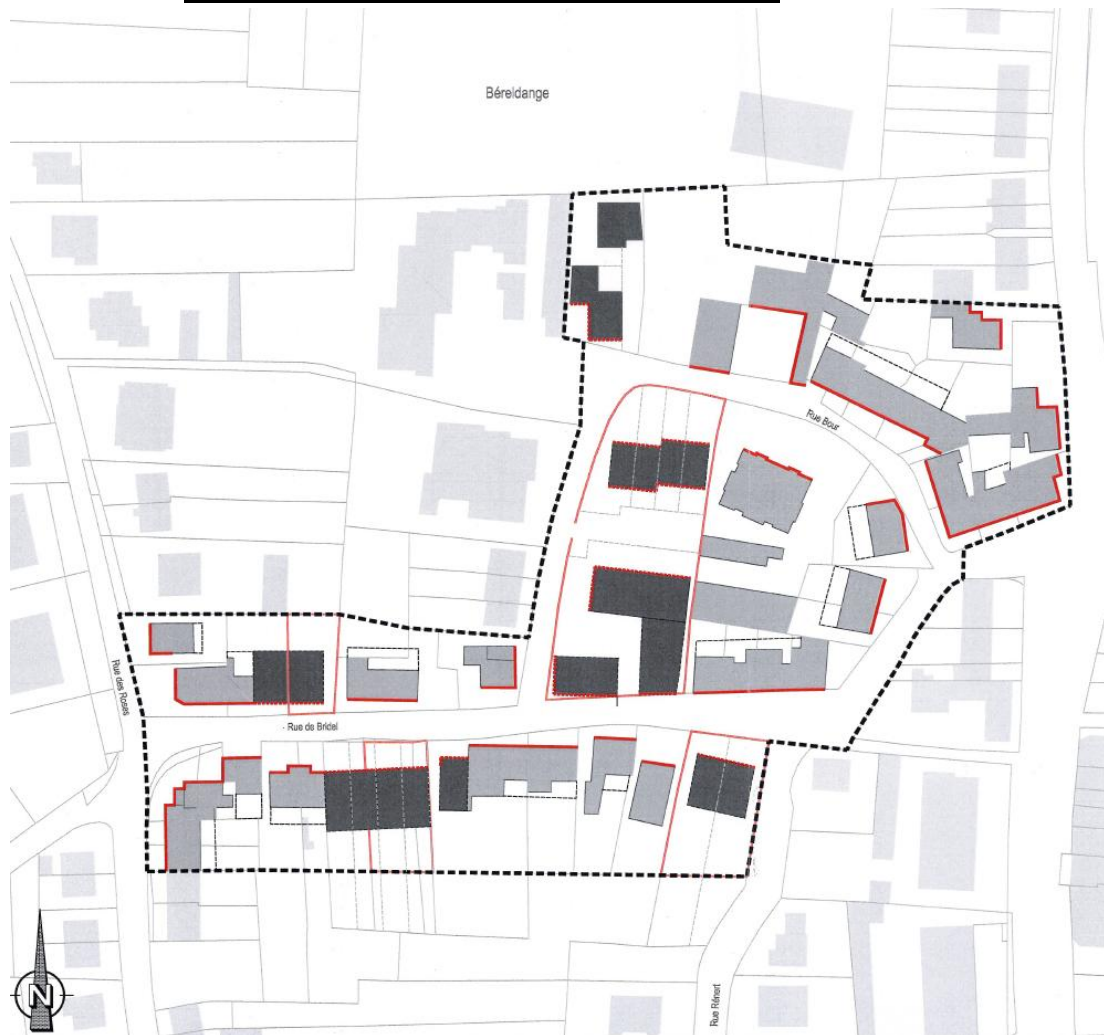 Béreldange
Rue Bour
Rue des Roses
Rue de Bridel
Rue Rénert
N